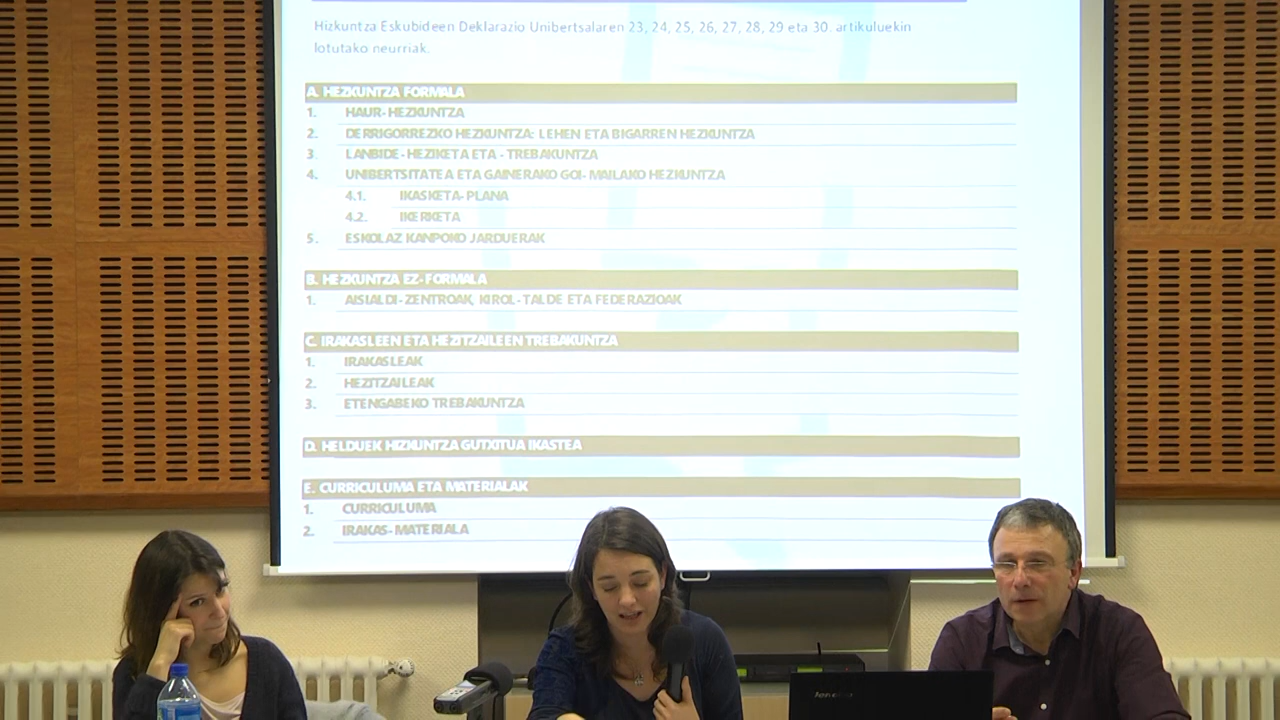 Hizkuntza Eskubideen Deklarazio Unibertsalaren 23, 24, 25, 26, 27, 28, 29 eta 30. artikuluekin
lotutako neurriak.
A. HEZKUNTZA FORMALA
1. HAUR- HEZKUNTZA
2. DERRIGORREZKO HEZKUNTZA: LEHEN ETA BIGARREN HEZKUNTZA
3. LANBIDE - HEZIKETA ETA - TREBAKUNTZA
4. UNIBERTSITATEA ETA GAINERAKO GOI- MAILAKO HEZKUNTZA
4.1. IKASKETA- PLANA
4.2. IKERKETA
5. ESKOLAZ KANPOKO JARDUERAK
B. HEZKUNTZA EZ- FORMALA
1. AISIALDI - ZENTROAK, KIROL - TALDE ETA FEDERAZIOAK
C. IRAKASLEEN ETA HEZITZAILEEN TREBAKUNTZA
1. IRAKASLEAK
2. HEZITZAILEAK
3. ETENGABEKO TREBAKUNTZA
D. HELDUEK HIZKUNTZA GUTXITUA IKASTEA
E. CURRICULUMA ETA MATERIALAK
1. CURRICULUMA
2. IRAKAS- MATERIALA
lenovo